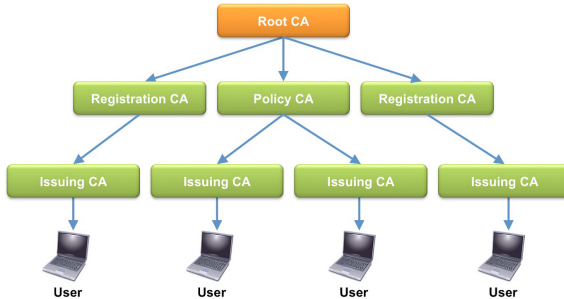 Root CA
Registration CA
Policy CA
Registration CA
Issuing CA
Issuing CA
Issuing CA
Issuing CA
User
User
User
User